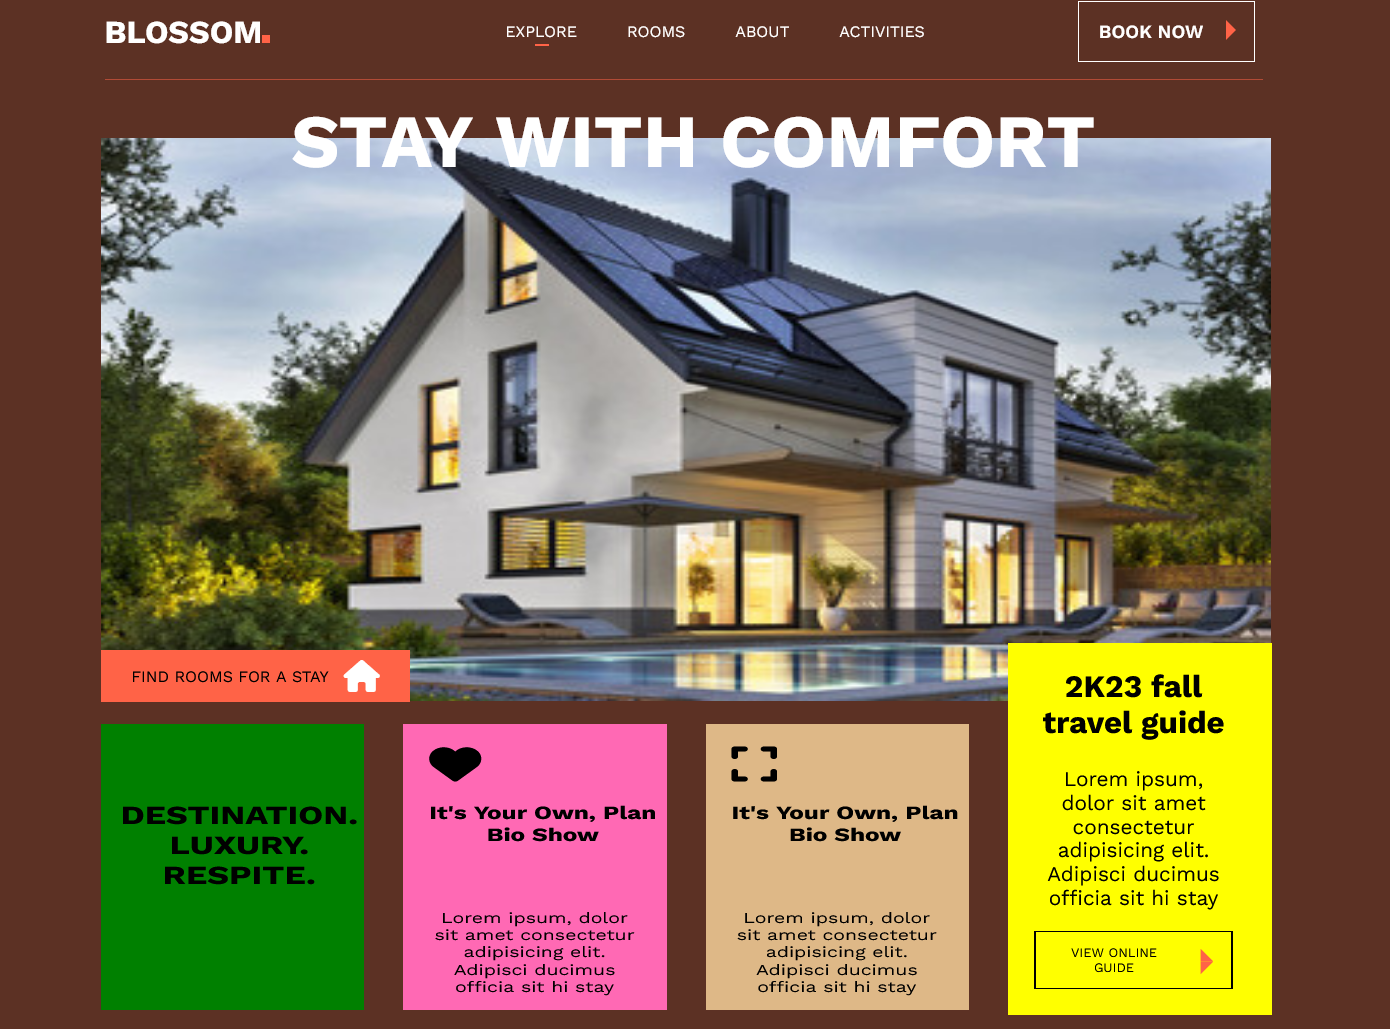 BLOSSOM.
EXPLORE
ROOMS
ABOUT
ACTIVITIES
BOOK NOW
STAY WITH COMFORT
FIND ROOMS FOR A STAY
DESTINATION.
LUXURY.
RESPITE.
It's Your Own, Plan
Bio Show
Lorem ipsum, dolor
sit amet consectetur
adipisicing elit.
Adipisci ducimus
officia sit hi stay
It's Your Own, Plan
Bio Show
Lorem ipsum, dolor
sit amet consectetur
adipisicing elit.
Adipisci ducimus
officia sit hi stay
2K23 fall
travel guide
Lorem ipsum,
dolor sit amet
consectetur
adipisicing elit.
Adipisci ducimus
officia sit hi stay
VIEW ONLINE
GUIDE